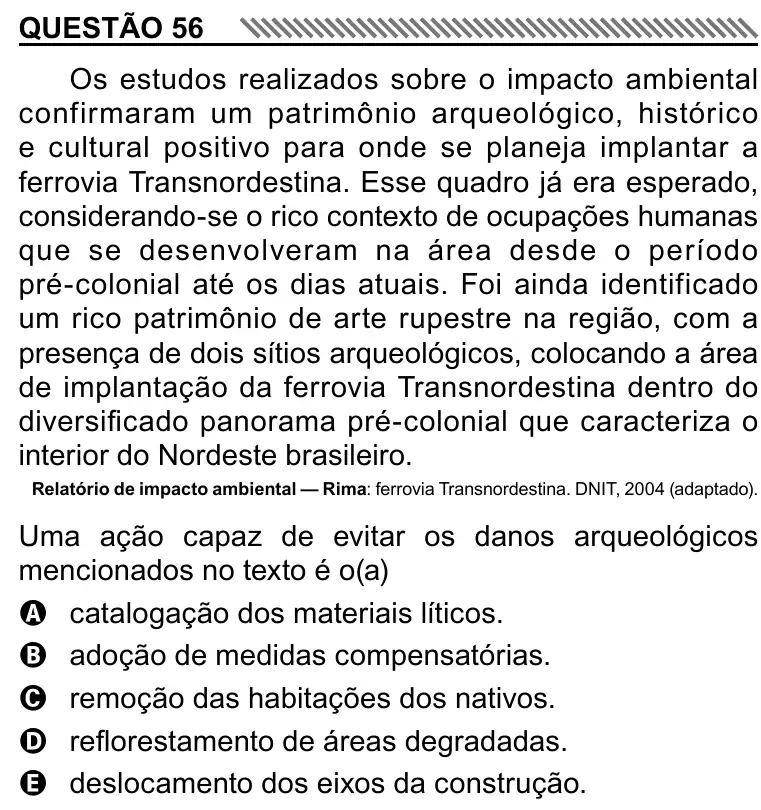 QUESTÃO 56
Os estudos realizados sobre o impacto ambiental
confirmaram um patrimônio arqueológico, histórico
e cultural positivo para onde se planeja implantar a
ferrovia Transnordestina. Esse quadro já era esperado,
considerando-se o rico contexto de ocupações humanas
que se desenvolveram na área desde o período
pré-colonial até os dias atuais. Foi ainda identificado
um rico patrimônio de arte rupestre na região, com a
presença de dois sítios arqueológicos, colocando a área
de implantação da ferrovia Transnordestina dentro do
diversificado panorama pré-colonial que caracteriza o
interior do Nordeste brasileiro.
Relatório de impacto ambiental — Rima: ferrovia Transnordestina. DNIT, 2004 (adaptado).
Uma ação capaz de evitar os danos arqueológicos
mencionados no texto é o(a)
A catalogação dos materiais líticos.
B adoção de medidas compensatórias.
C remoção das habitações dos nativos.
D reflorestamento de áreas degradadas.
E deslocamento dos eixos da construção.